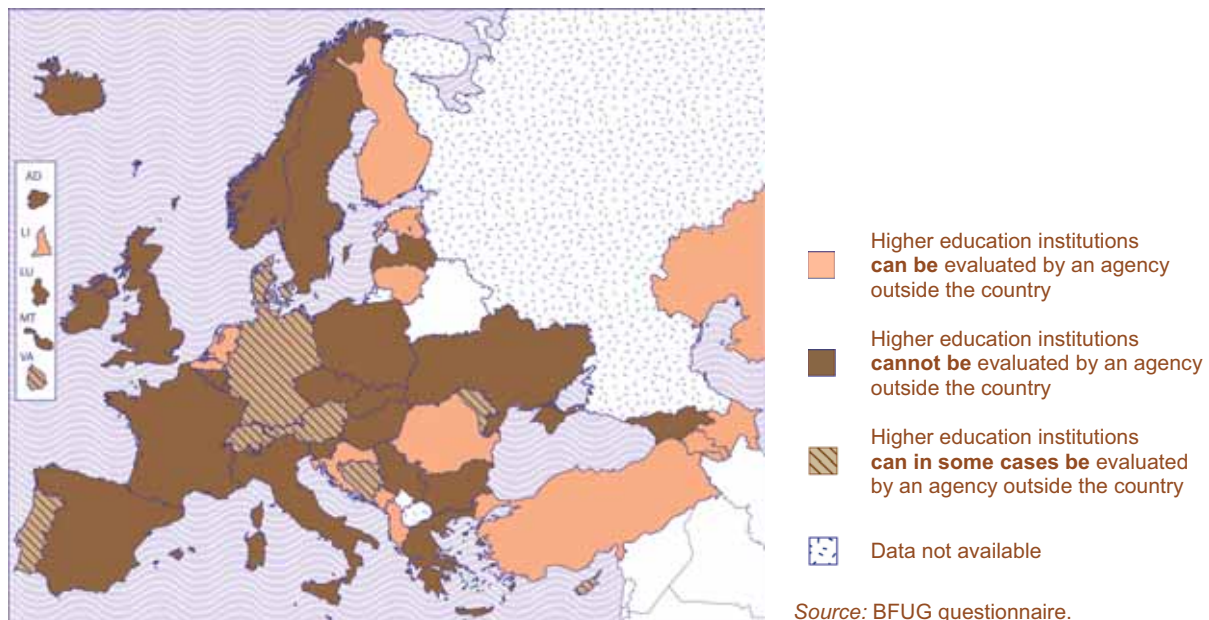 AD
LI
LU
MT
VA
Higher education institutions
can be evaluated by an agency
outside the country
Higher education institutions
cannot be evaluated by an agency
outside the country
Higher education institutions
can in some cases be evaluated
by an agency outside the country
Data not available
Source: BFUG questionnaire.